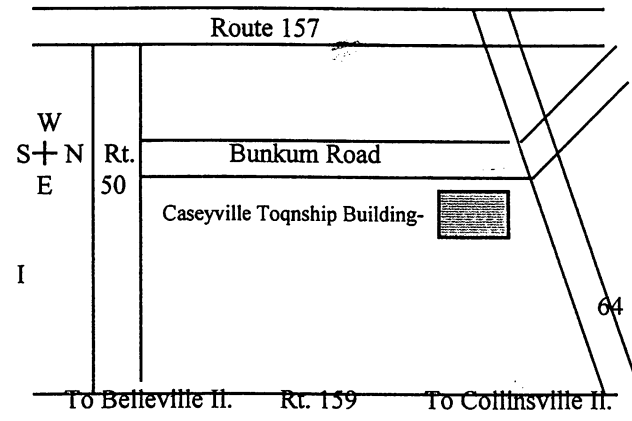 Route 157
W
S N Rt.
Bunkum Road
E 50
Caseyville Toqnship Building-
I
64
To Belleville Il. Rt. 159 To Collinsville Il.